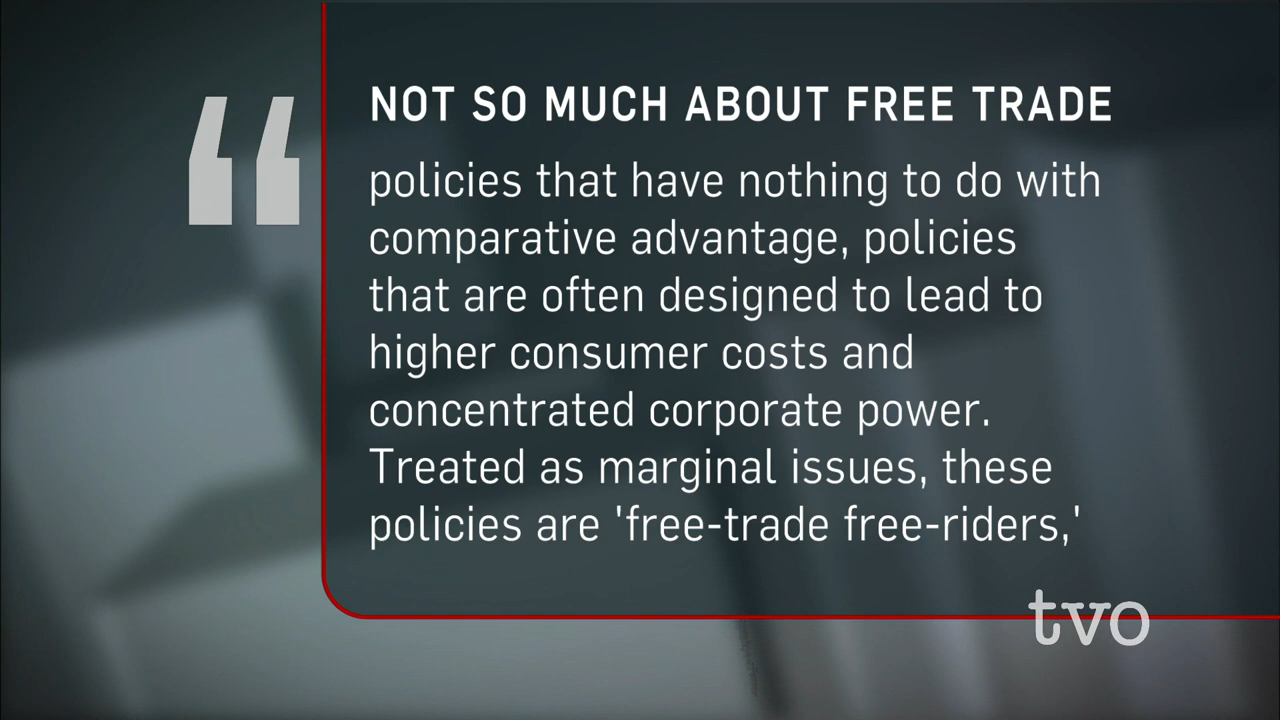 “
NOT SO MUCH ABOUT FREE TRADE
policies that have nothing to do with
comparative advantage, policies
that are often designed to lead to
higher consumer costs and
concentrated corporate power.
Treated as marginal issues, these
policies are 'free-trade free-riders,'
tvo